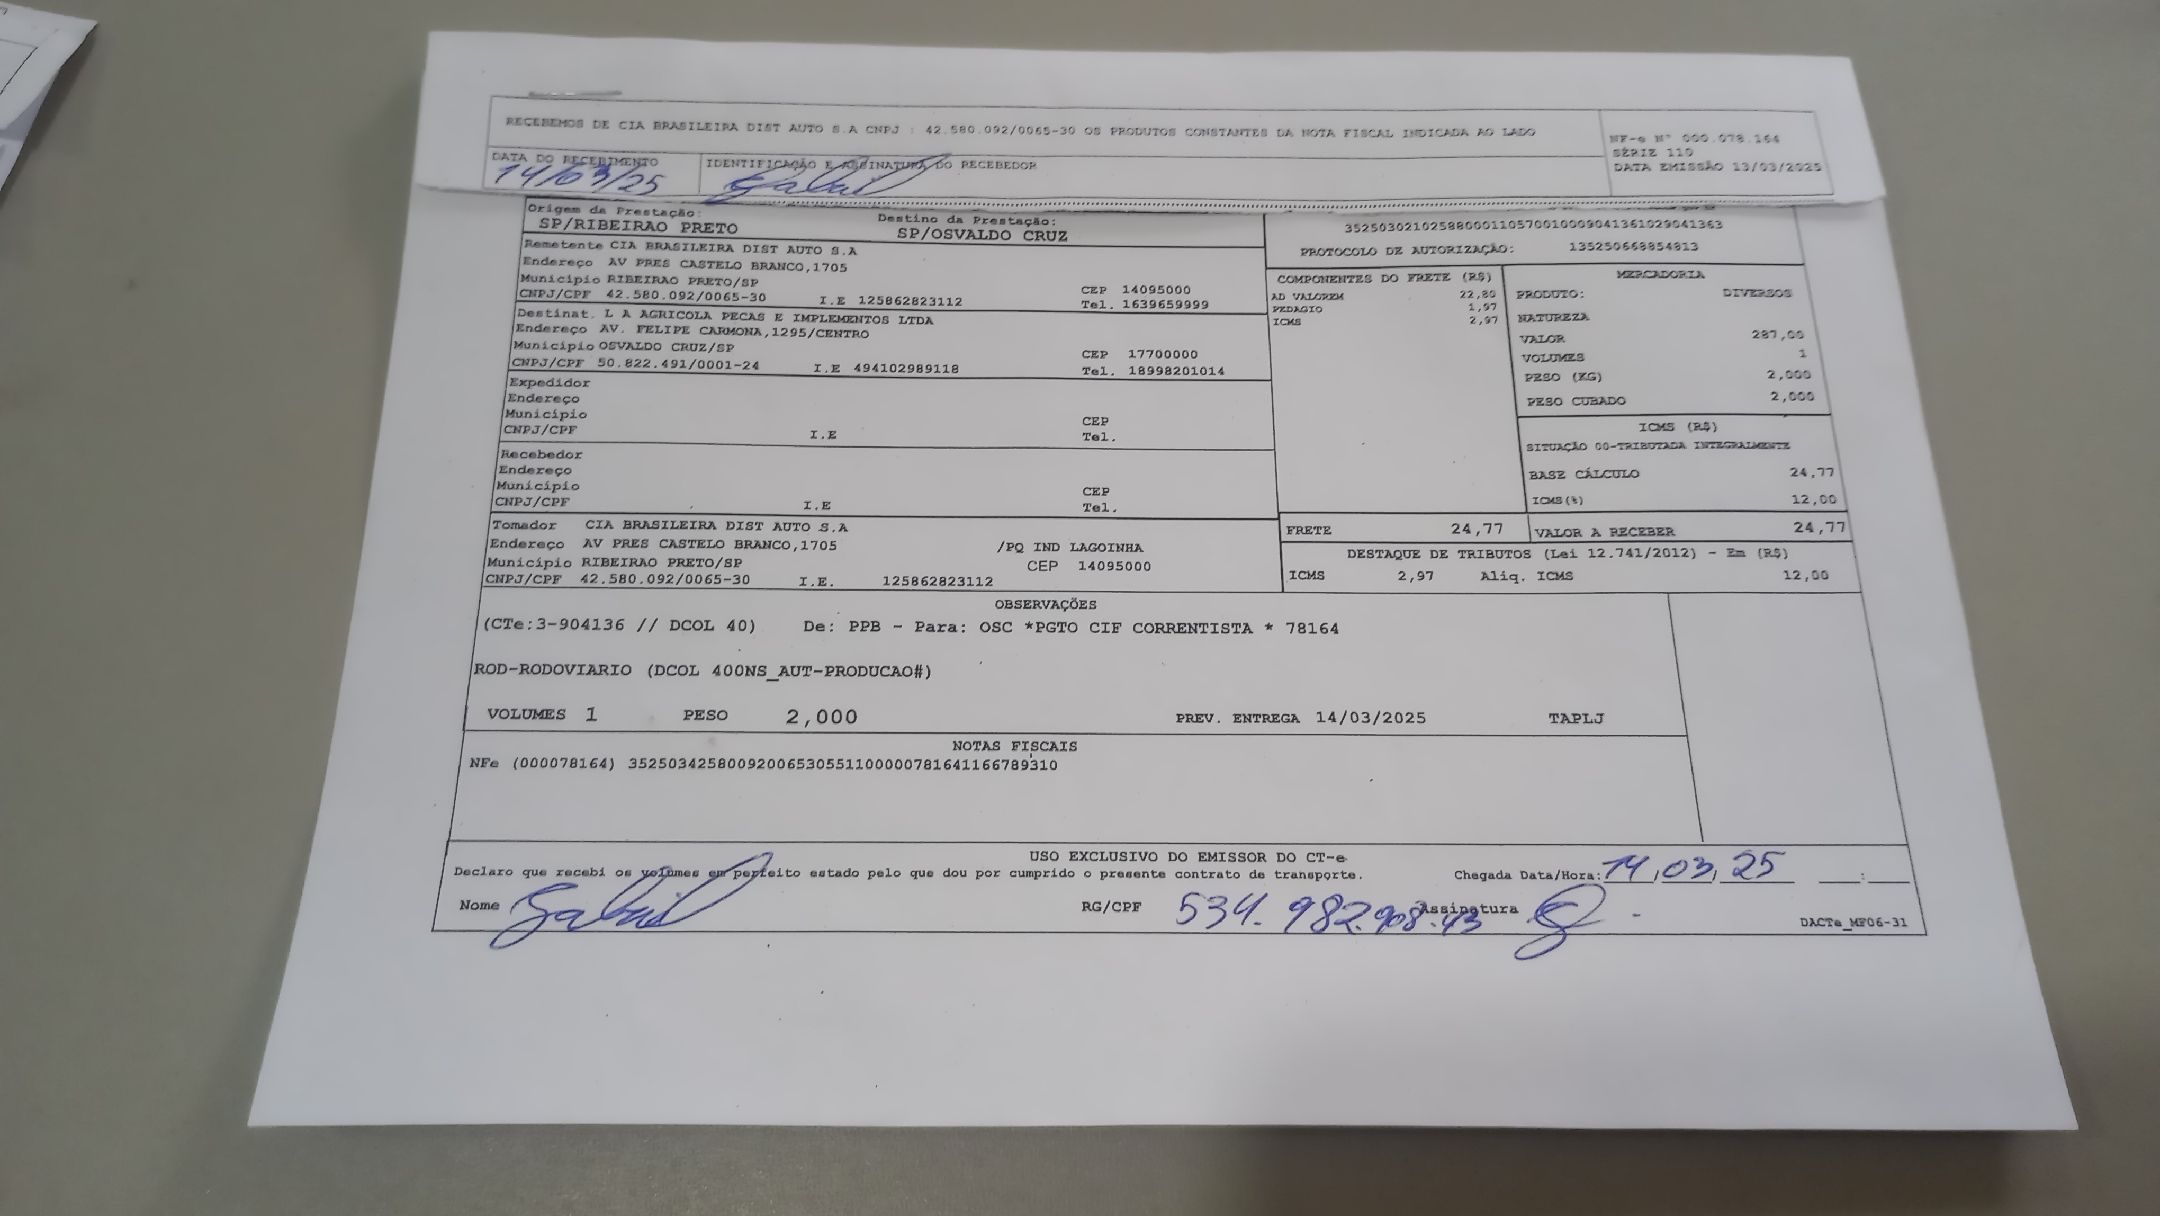 RECEBEMOS DE CIA BRASILEIRA DIST AUTO S.A CNPJ : 42.580.092/0065-30 OS PRODUTOS CONSTANTES DA NOTA FISCAL INDICADA AO LADO
NF-e Nº 000.078.164
SÉRIE 110
DATA EMISSÃO 13/03/2025
DATA DO RECEBIMENTO
14/03/25
IDENTIFICAÇÃO E ASSINATURA DO RECEBEDOR
Origem da Prestação:
SP/RIBEIRAO PRETO
Destino da Prestação:
SP/OSVALDO CRUZ
35250302102588000110570010009041361029041363
PROTOCOLO DE AUTORIZAÇÃO: 135250668854813
Remetente CIA BRASILEIRA DIST AUTO S.A
Endereço AV PRES CASTELO BRANCO,1705
Município RIBEIRAO PRETO/SP CEP 14095000
CNPJ/CPF 42.580.092/0065-30 I.E 125862823112 Tel. 1639659999
Destinat. L A AGRICOLA PECAS E IMPLEMENTOS LTDA
Endereço AV. FELIPE CARMONA,1295/CENTRO
Município OSVALDO CRUZ/SP CEP 17700000
CNPJ/CPF 50.822.491/0001-24 I.E 494102989118 Tel. 18998201014
Expedidor
Endereço
Município CEP
CNPJ/CPF I.E Tel.
Recebedor
Endereço
Município CEP
CNPJ/CPF I.E Tel.
Tomador CIA BRASILEIRA DIST AUTO S.A
Endereço AV PRES CASTELO BRANCO,1705 /PQ IND LAGOINHA
Município RIBEIRAO PRETO/SP CEP 14095000
CNPJ/CPF 42.580.092/0065-30 I.E. 125862823112
COMPONENTES DO FRETE (R$)
AD VALOREM 22,80
PEDAGIO 1,97
ICMS 2,97
MERCADORIA
PRODUTO: DIVERSOS
NATUREZA
VALOR 287,00
VOLUMES 1
PESO (KG) 2,000
PESO CUBADO 2,000
ICMS (R$)
SITUAÇÃO 00-TRIBUTADA INTEGRALMENTE
BASE CÁLCULO 24,77
ICMS(%) 12,00
FRETE 24,77
VALOR A RECEBER 24,77
DESTAQUE DE TRIBUTOS (Lei 12.741/2012) - Em (R$)
ICMS 2,97 Aliq. ICMS 12,00
OBSERVAÇÕES
(CTe:3-904136 // DCOL 40) De: PPB - Para: OSC *PGTO CIF CORRENTISTA * 78164
ROD-RODOVIARIO (DCOL 400NS_AUT-PRODUCAO#)
VOLUMES 1 PESO 2,000 PREV. ENTREGA 14/03/2025 TAPLJ
NOTAS FISCAIS
NFe (000078164) 35250342580092006530551100000781641166789310
USO EXCLUSIVO DO EMISSOR DO CT-e
Declaro que recebi os volumes em perfeito estado pelo que dou por cumprido o presente contrato de transporte.
Chegada Data/Hora: 14,03,25 :
Nome
RG/CPF 534.982.908.43
Assinatura
DACTe_MF06-31